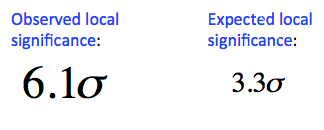 Observed local
significance:
6.1σ
Expected local
significance:
3.3σ